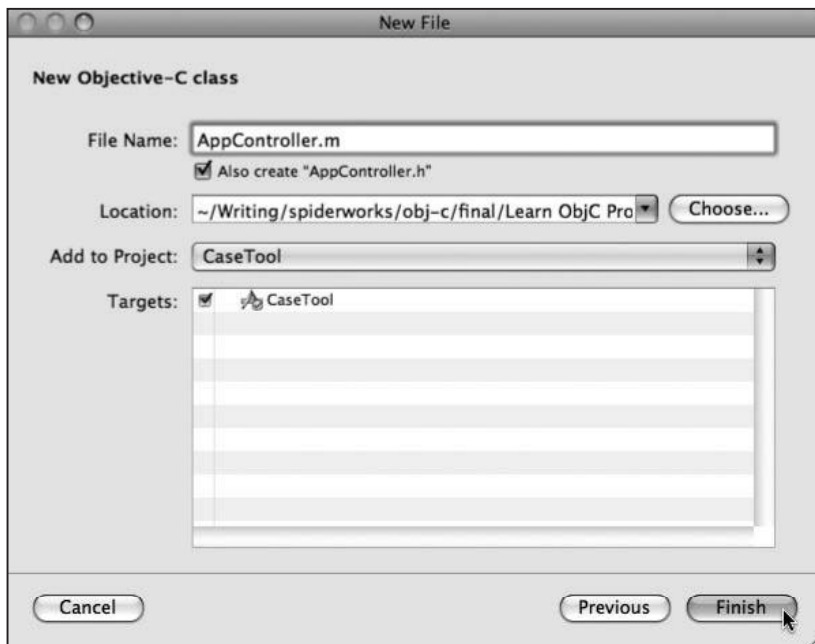 New File
New Objective-C class
File Name: AppController.m
Also create "AppController.h"
Location: ~/Writing/spiderworks/obj-c/final/Learn ObjC Pro Choose...
Add to Project: CaseTool
Targets: CaseTool
Cancel Previous Finish